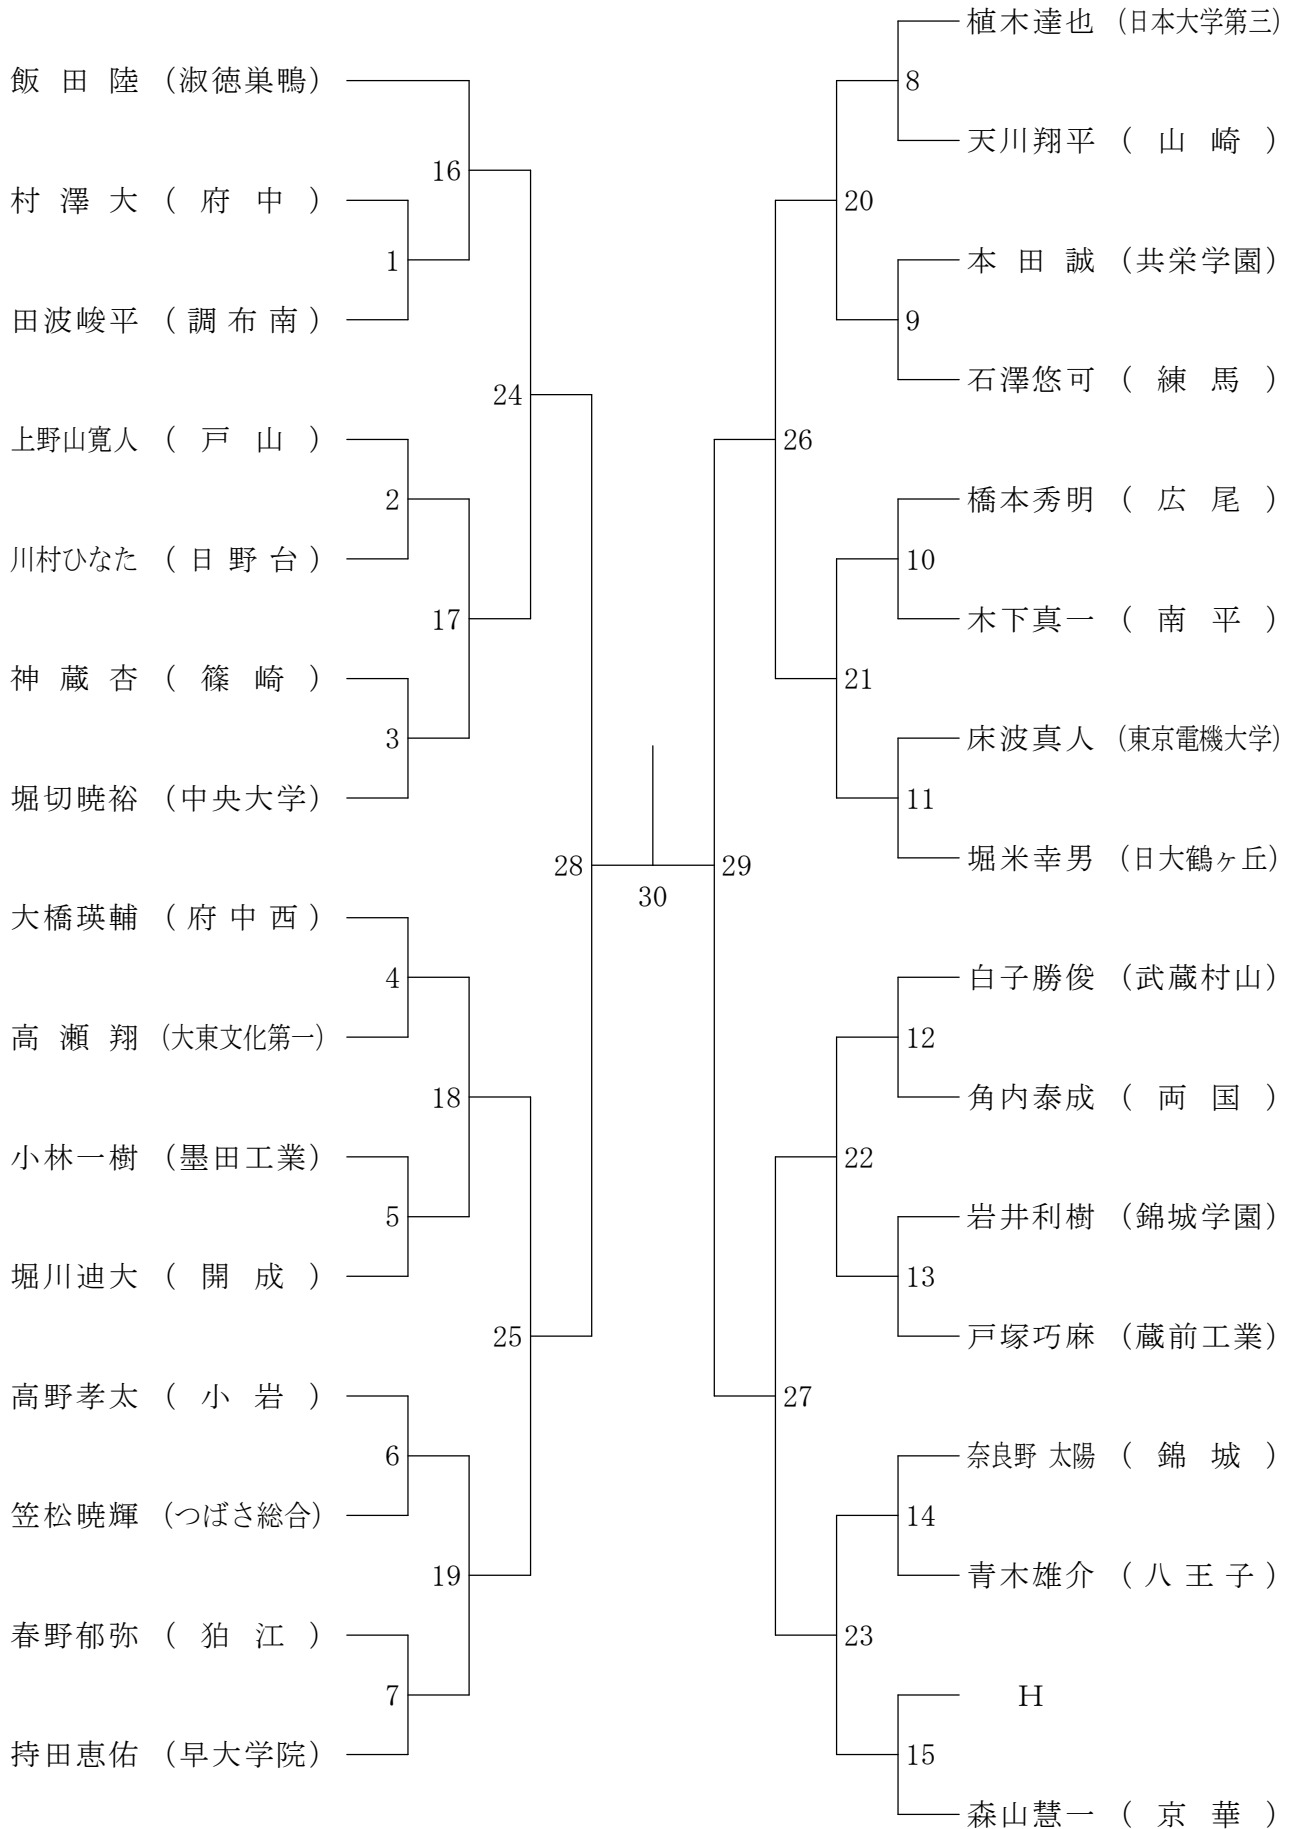 飯田陸 (淑徳巣鴨)
村澤大 (府中)
田波峻平 (調布南)
上野山寛人 (戸山)
川村ひなた (日野台)
神蔵杏 (篠崎)
堀切暁裕 (中央大学)
大橋瑛輔 (府中西)
高瀬翔 (大東文化第一)
小林一樹 (墨田工業)
堀川迪大 (開成)
高野孝太 (小岩)
笠松暁輝 (つばさ総合)
春野郁弥 (狛江)
持田恵佑 (早大学院)
1
2
3
4
5
6
7
16
17
18
19
24
25
28
30
29
26
27
20
21
22
23
8
9
10
11
12
13
14
15
植木達也 (日本大学第三)
天川翔平 (山崎)
本田誠 (共栄学園)
石澤悠可 (練馬)
橋本秀明 (広尾)
木下真一 (南平)
床波真人 (東京電機大学)
堀米幸男 (日大鶴ヶ丘)
白子勝俊 (武蔵村山)
角内泰成 (両国)
岩井利樹 (錦城学園)
戸塚巧麻 (蔵前工業)
奈良野 太陽 (錦城)
青木雄介 (八王子)
H
森山慧一 (京華)